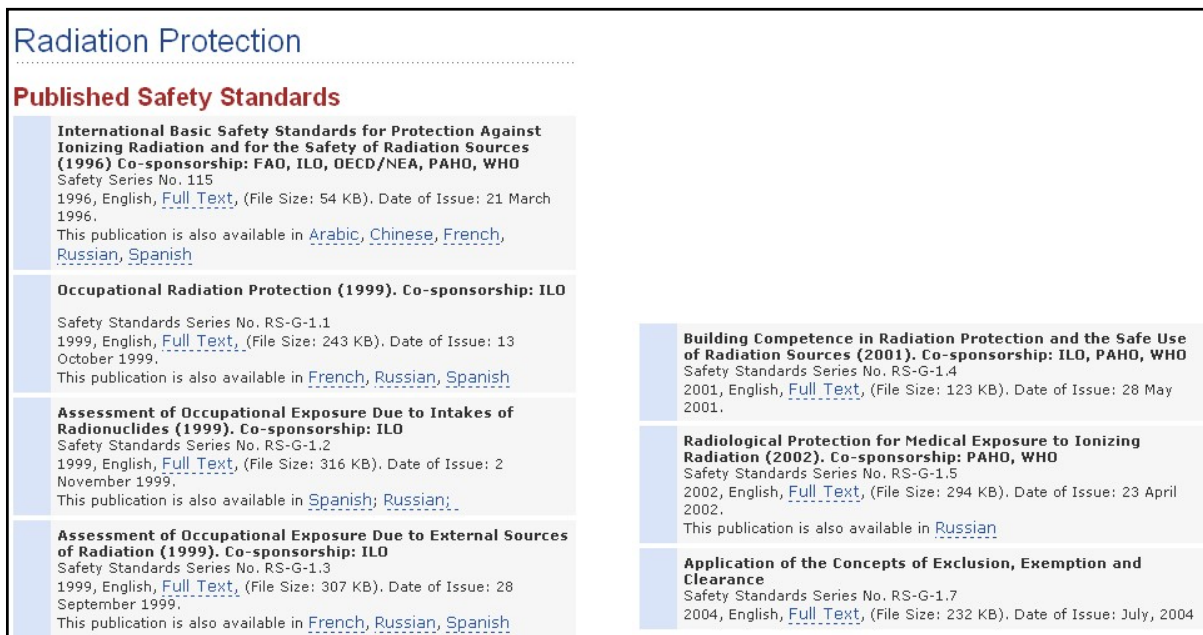 Radiation Protection
Published Safety Standards
International Basic Safety Standards for Protection Against
Ionizing Radiation and for the Safety of Radiation Sources
(1996) Co-sponsorship: FAO, ILO, OECD/NEA, PAHO, WHO
Safety Series No. 115
1996, English, Full Text, (File Size: 54 KB). Date of Issue: 21 March
1996.
This publication is also available in Arabic, Chinese, French,
Russian, Spanish
Occupational Radiation Protection (1999). Co-sponsorship: ILO
Safety Standards Series No. RS-G-1.1
1999, English, Full Text, (File Size: 243 KB). Date of Issue: 13
October 1999.
This publication is also available in French, Russian, Spanish
Assessment of Occupational Exposure Due to Intakes of
Radionuclides (1999). Co-sponsorship: ILO
Safety Standards Series No. RS-G-1.2
1999, English, Full Text, (File Size: 316 KB). Date of Issue: 2
November 1999.
This publication is also available in Spanish; Russian;
Assessment of Occupational Exposure Due to External Sources
of Radiation (1999). Co-sponsorship: ILO
Safety Standards Series No. RS-G-1.3
1999, English, Full Text, (File Size: 307 KB). Date of Issue: 28
September 1999.
This publication is also available in French, Russian, Spanish
Building Competence in Radiation Protection and the Safe Use
of Radiation Sources (2001). Co-sponsorship: ILO, PAHO, WHO
Safety Standards Series No. RS-G-1.4
2001, English, Full Text, (File Size: 123 KB). Date of Issue: 28 May
2001.
Radiological Protection for Medical Exposure to Ionizing
Radiation (2002). Co-sponsorship: PAHO, WHO
Safety Standards Series No. RS-G-1.5
2002, English, Full Text, (File Size: 294 KB). Date of Issue: 23 April
2002.
This publication is also available in Russian
Application of the Concepts of Exclusion, Exemption and
Clearance
Safety Standards Series No. RS-G-1.7
2004, English, Full Text, (File Size: 232 KB). Date of Issue: July, 2004